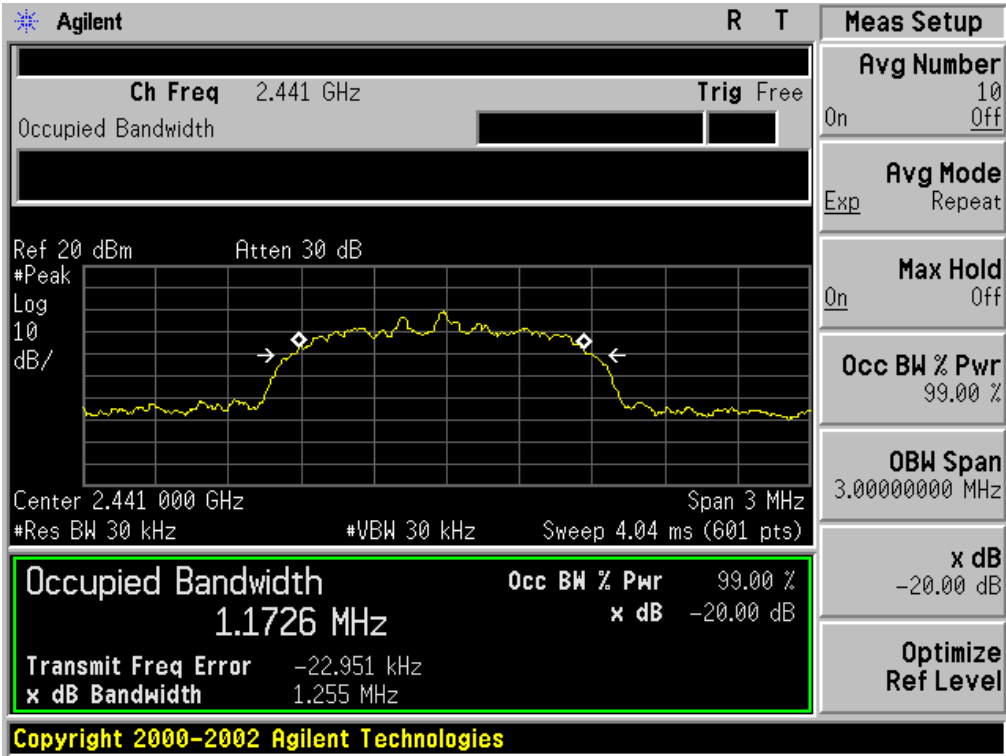 Agilent R T
Ch Freq 2.441 GHz Trig Free
Occupied Bandwidth
Ref 20 dBm Atten 30 dB
#Peak
Log
10
dB/
Center 2.441 000 GHz Span 3 MHz
#Res BW 30 kHz #VBW 30 kHz Sweep 4.04 ms (601 pts)
Occupied Bandwidth Occ BW % Pwr 99.00 %
1.1726 MHz x dB -20.00 dB
Transmit Freq Error -22.951 kHz
x dB Bandwidth 1.255 MHz
Copyright 2000-2002 Agilent Technologies
Meas Setup
Avg Number
10
On Off
Avg Mode
Exp Repeat
Max Hold
On Off
Occ BW % Pwr
99.00 %
OBW Span
3.00000000 MHz
x dB
-20.00 dB
Optimize
Ref Level